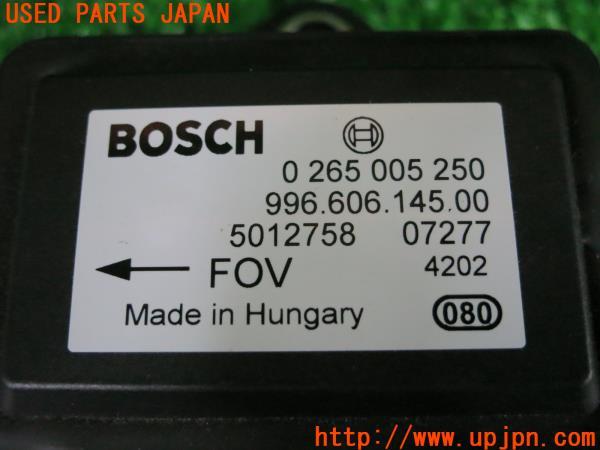 USED PARTS JAPAN
BOSCH
0 265 005 250
996.606.145.00
5012758 07277
← FOV 4202
Made in Hungary 080
http://www.upjpn.com/